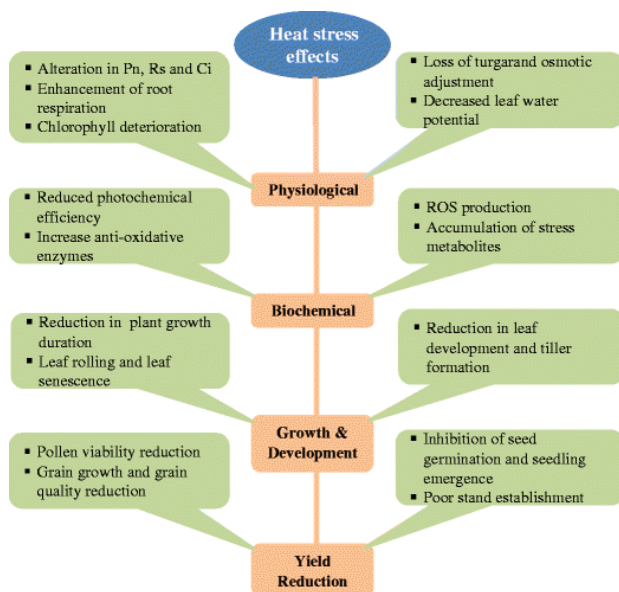 Heat stress
effects
▪ Alteration in Pn, Rs and Ci
▪ Enhancement of root
respiration
▪ Chlorophyll deterioration
▪ Loss of turgarand osmotic
adjustment
▪ Decreased leaf water
potential
Physiological
▪ Reduced photochemical
efficiency
▪ Increase anti-oxidative
enzymes
▪ ROS production
▪ Accumulation of stress
metabolites
Biochemical
▪ Reduction in plant growth
duration
▪ Leaf rolling and leaf
senescence
▪ Reduction in leaf
development and tiller
formation
Growth &
Development
▪ Pollen viability reduction
▪ Grain growth and grain
quality reduction
▪ Inhibition of seed
germination and seedling
emergence
▪ Poor stand establishment
Yield
Reduction